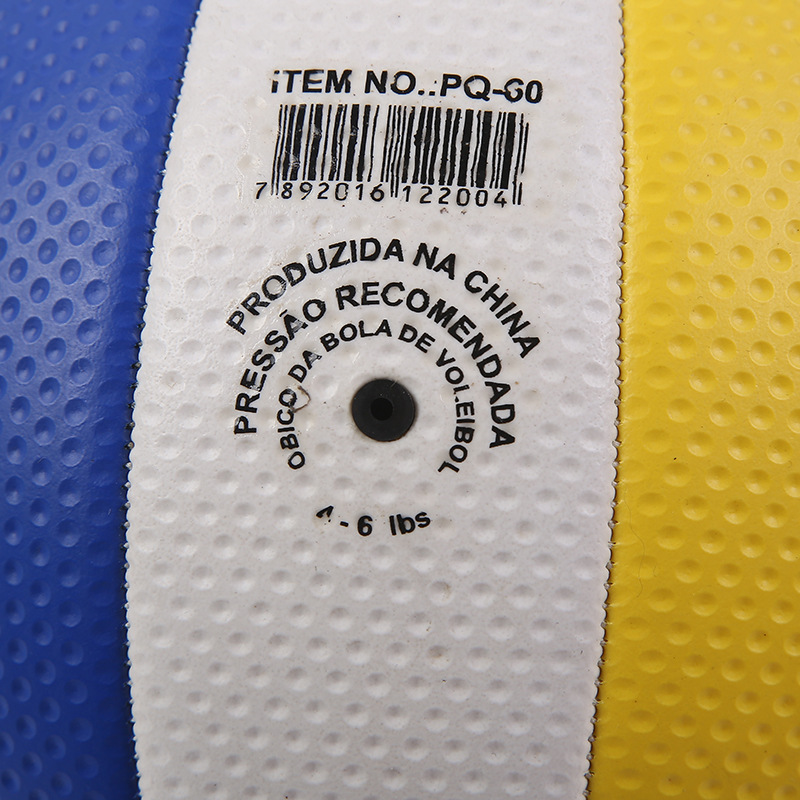 ITEM NO.:PQ-60
7 892016 122004
PRODUZIDA NA CHINA
PRESSÃO RECOMENDADA
OBICO DA BOLA DE VOLEIBOL
4 - 6 lbs